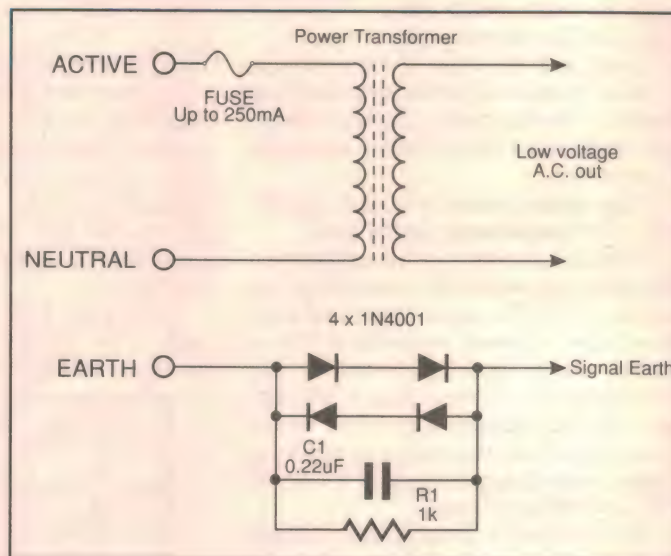 Power Transformer
ACTIVE
FUSE
Up to 250mA
Low voltage
A.C. out
NEUTRAL
4 x 1N4001
EARTH
Signal Earth
C1
0.22uF
R1
1k